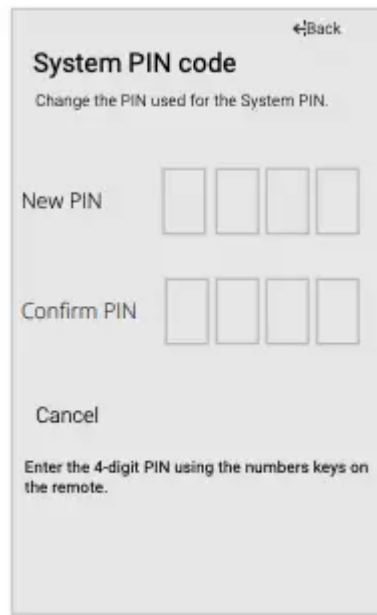 Back
System PIN code
Change the PIN used for the System PIN.
New PIN
Confirm PIN
Cancel
Enter the 4-digit PIN using the numbers keys on
the remote.